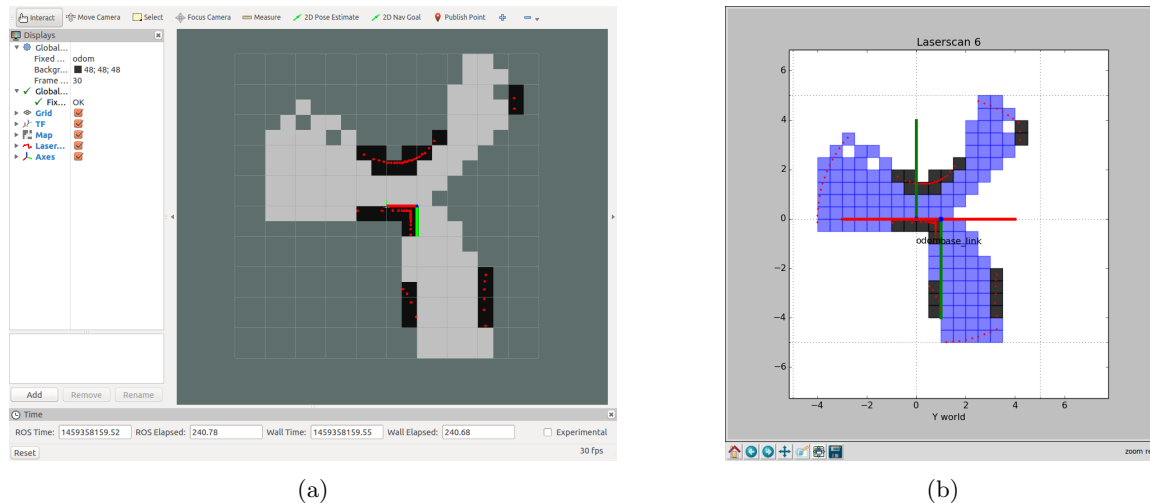 Interact Move Camera Select Focus Camera Measure 2D Pose Estimate 2D Nav Goal Publish Point
Displays
Global...
Fixed ... odom
Backgr... 48; 48; 48
Frame ... 30
Global...
Fix... OK
Grid
TF
Map
Laser...
Axes
Add Remove Rename
Time
ROS Time: 1459358159.52 ROS Elapsed: 240.78 Wall Time: 1459358159.55 Wall Elapsed: 240.68 Experimental
Reset 30 fps
(a)
Laserscan 6
6
4
2
0
−2
−4
−6
odombase_link
−4 −2 0 2 4 6
Y world
zoom re
(b)